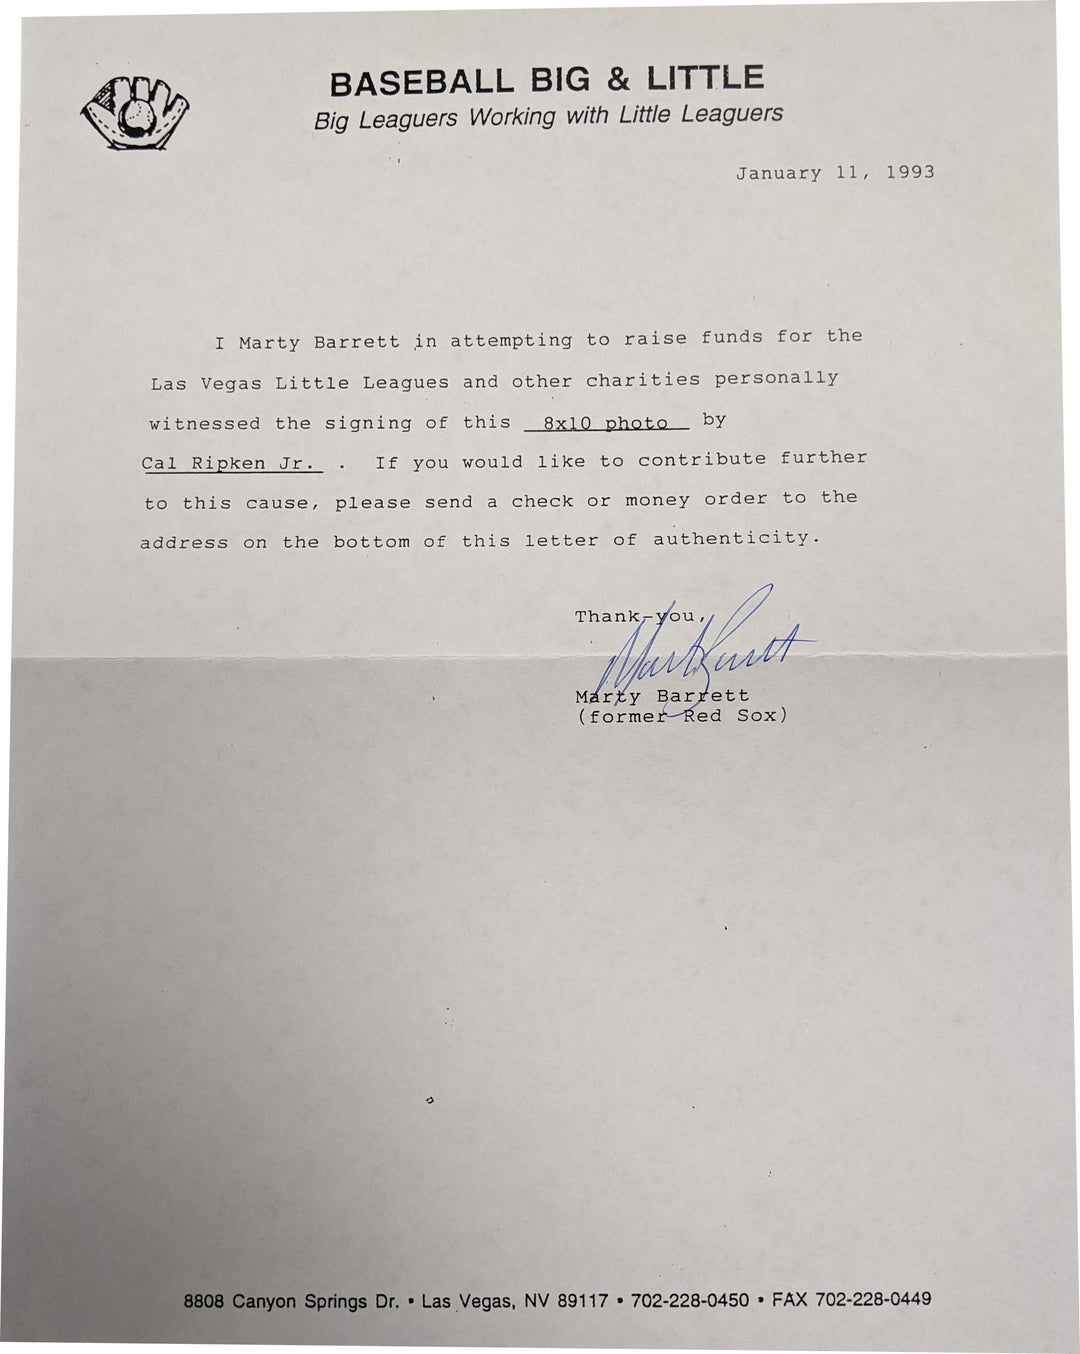 BASEBALL BIG & LITTLE
Big Leaguers Working with Little Leaguers
January 11, 1993
I Marty Barrett in attempting to raise funds for the
Las Vegas Little Leagues and other charities personally
witnessed the signing of this 8x10 photo by
Cal Ripken Jr. . If you would like to contribute further
to this cause, please send a check or money order to the
address on the bottom of this letter of authenticity.
Thank-you,
Marty Barrett
Marty Barrett
(former Red Sox)
8808 Canyon Springs Dr. • Las Vegas, NV 89117 • 702-228-0450 • FAX 702-228-0449